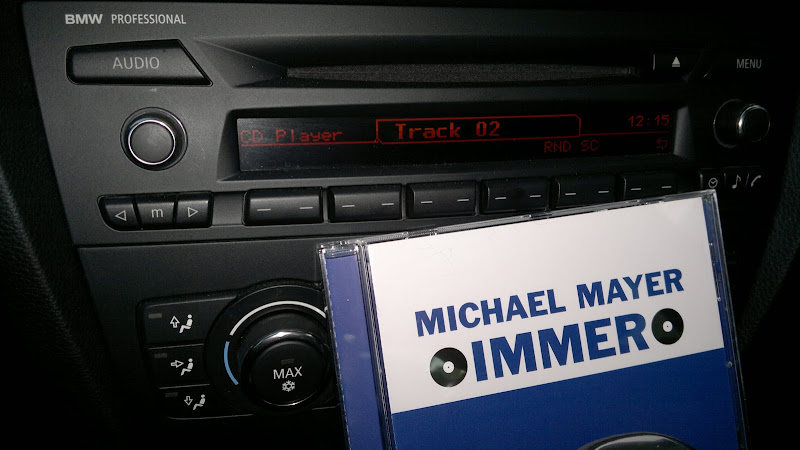 BMW PROFESSIONAL
AUDIO
MENU
CD Player
Track 02
12:15
RND SC
m
MICHAEL MAYER
IMMER
MAX